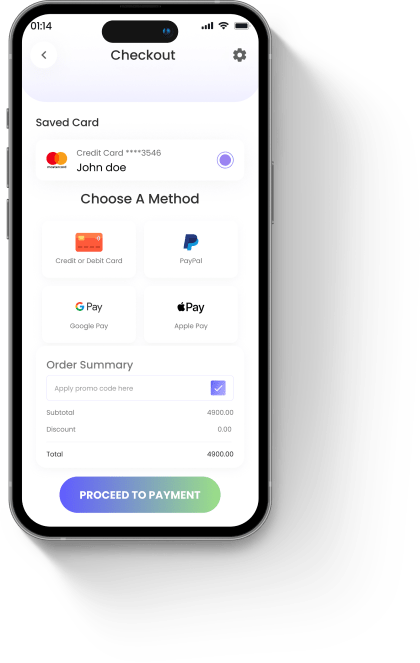 01:14
Checkout
Saved Card
Credit Card ****3546
mastercard
John doe
Choose A Method
Credit or Debit Card
PayPal
G Pay
Pay
Google Pay
Apple Pay
Order Summary
Apply promo code here
Subtotal 4900.00
Discount 0.00
Total 4900.00
PROCEED TO PAYMENT